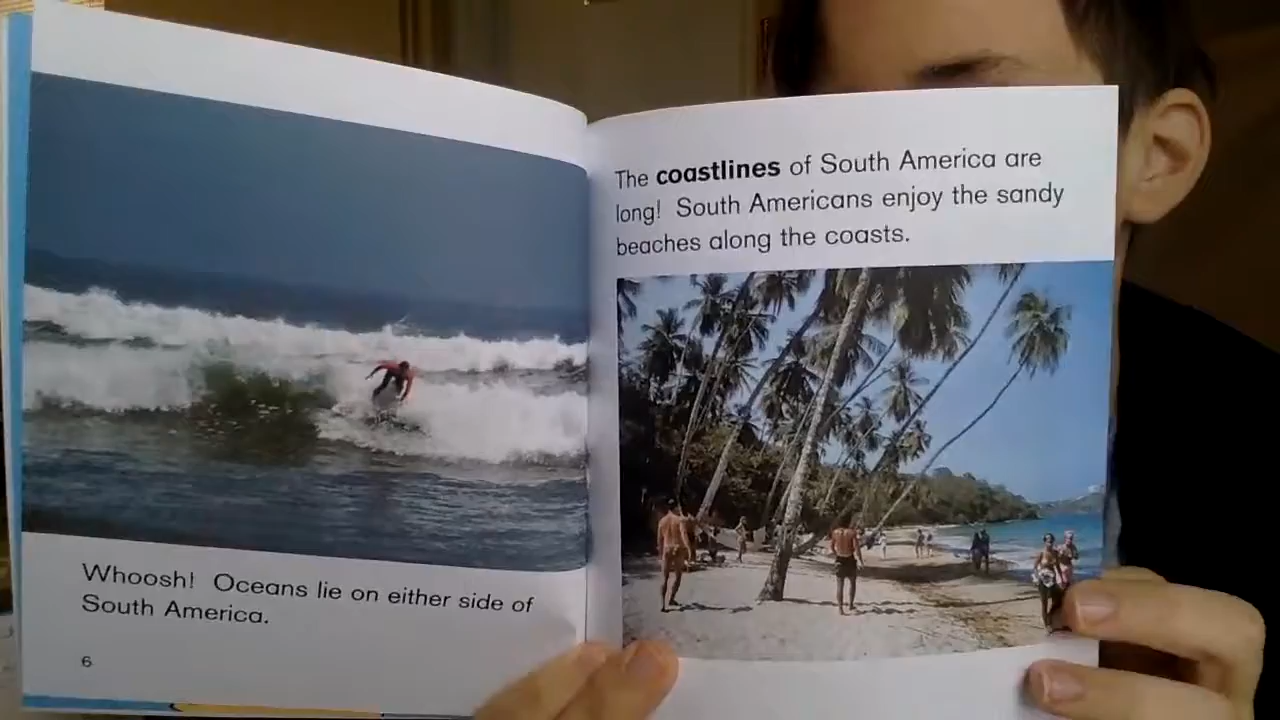 Whoosh! Oceans lie on either side of
South America.
6
The coastlines of South America are
long! South Americans enjoy the sandy
beaches along the coasts.